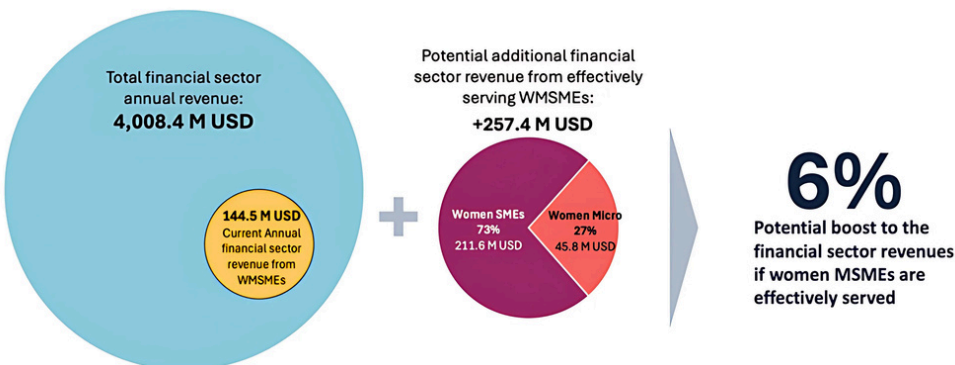 Total financial sector
annual revenue:
4,008.4 M USD
144.5 M USD
Current Annual
financial sector
revenue from
WMSMEs
Potential additional financial
sector revenue from effectively
serving WMSMEs:
+257.4 M USD
Women SMEs
73%
211.6 M USD
Women Micro
27%
45.8 M USD
6%
Potential boost to the
financial sector revenues
if women MSMEs are
effectively served